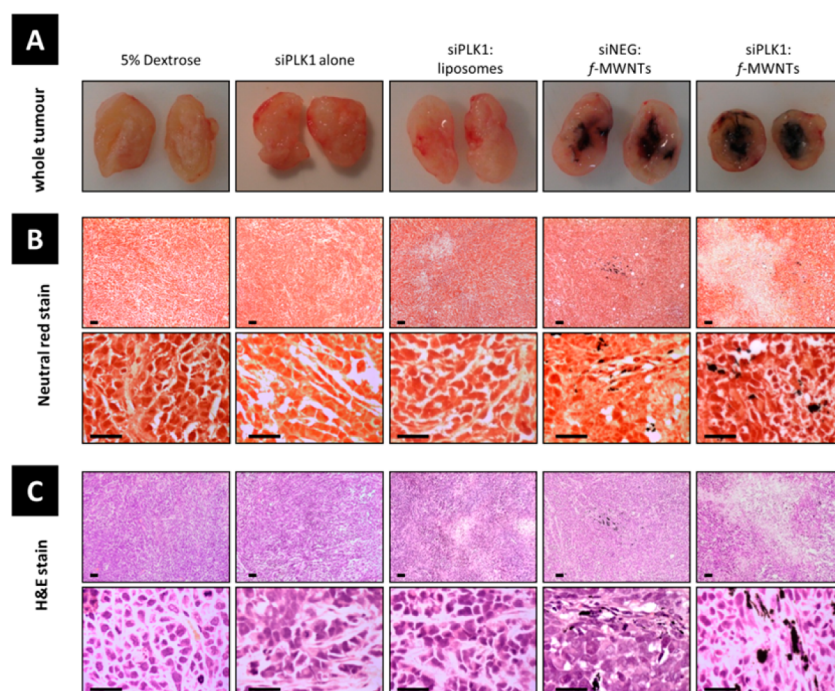 A
5% Dextrose
siPLK1 alone
siPLK1:
liposomes
siNEG:
f-MWNTs
siPLK1:
f-MWNTs
whole tumour
B
Neutral red stain
C
H&E stain